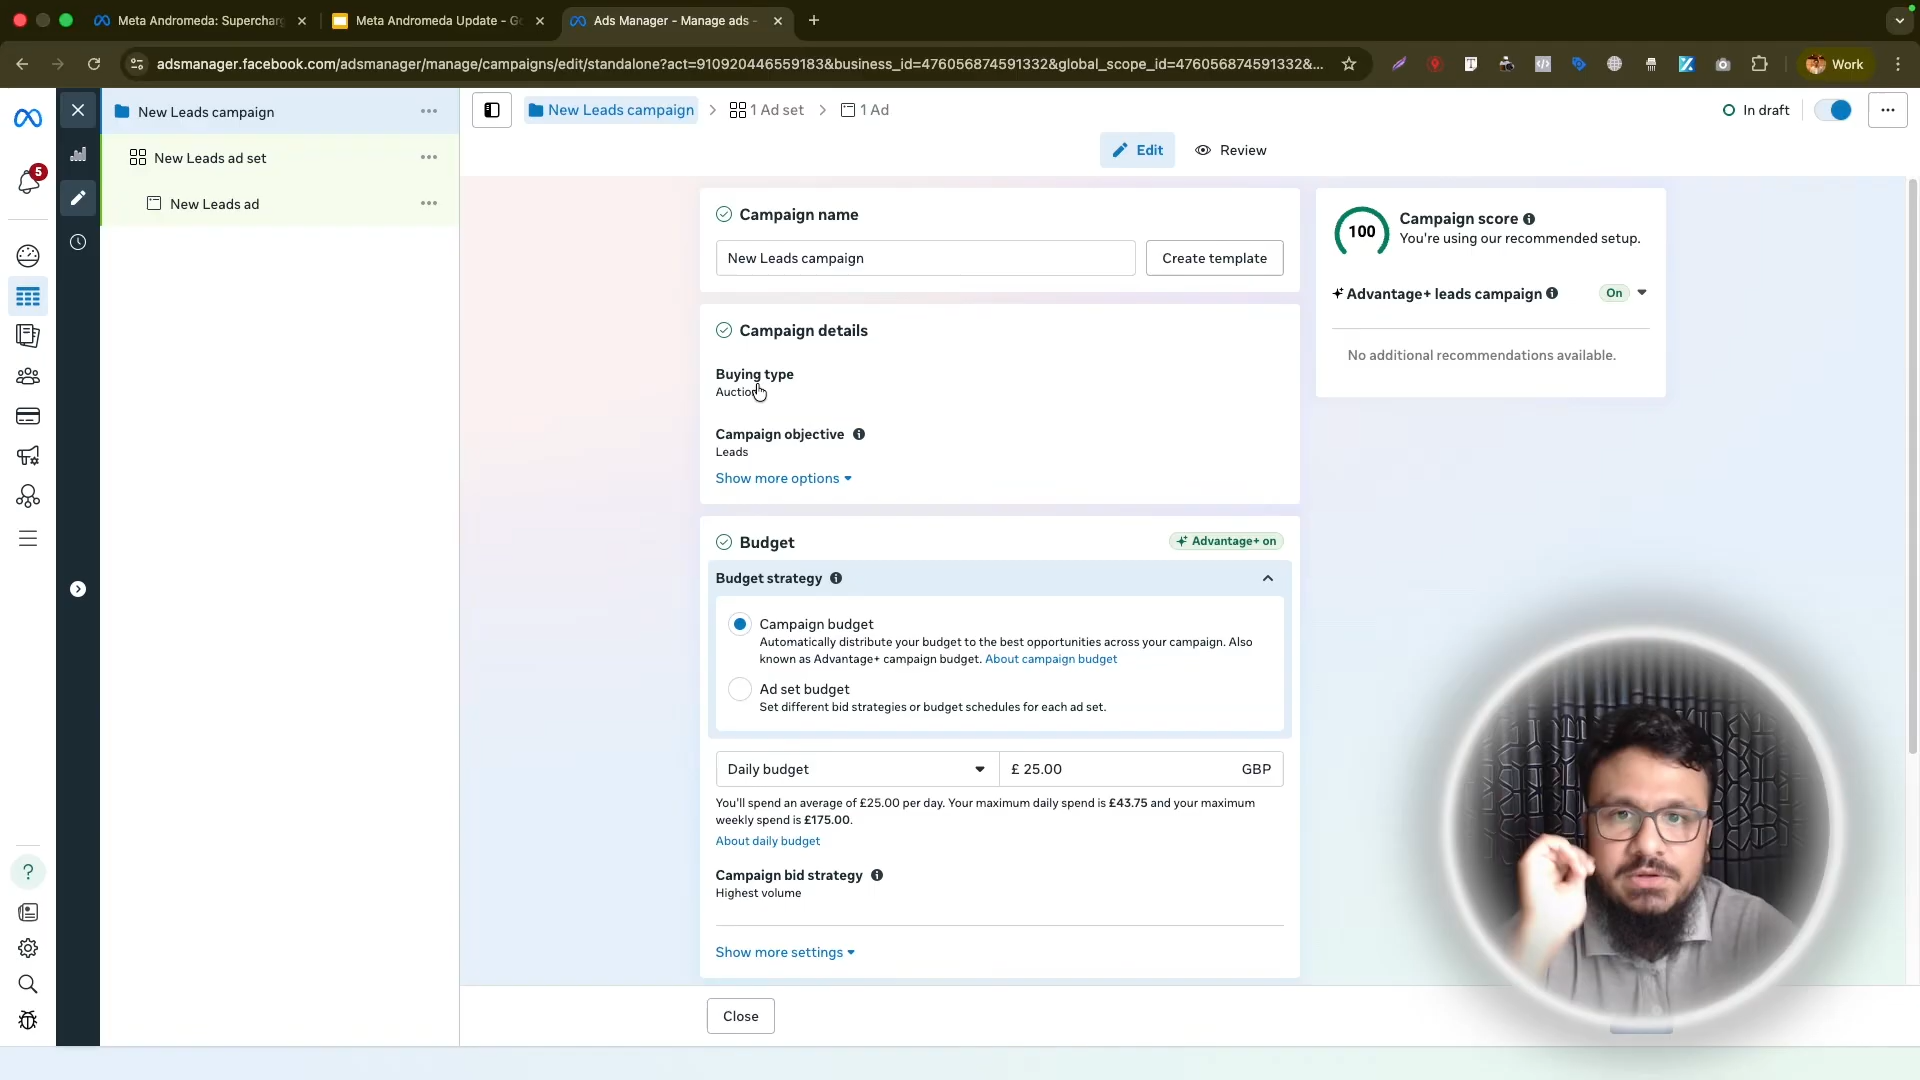 Meta Andromeda: Supercharg
Meta Andromeda Update - Go
Ads Manager - Manage ads -
adsmanager.facebook.com/adsmanager/manage/campaigns/edit/standalone?act=910920446559183&business_id=476056874591332&global_scope_id=476056874591332&...
Work
New Leads campaign
New Leads ad set
New Leads ad
5
New Leads campaign
1 Ad set
1 Ad
In draft
Edit
Review
Campaign name
New Leads campaign
Create template
Campaign details
Buying type
Auction
Campaign objective
Leads
Show more options
Budget
Advantage+ on
Budget strategy
Campaign budget
Automatically distribute your budget to the best opportunities across your campaign. Also
known as Advantage+ campaign budget. About campaign budget
Ad set budget
Set different bid strategies or budget schedules for each ad set.
Daily budget
£ 25.00
GBP
You'll spend an average of £25.00 per day. Your maximum daily spend is £43.75 and your maximum
weekly spend is £175.00.
About daily budget
Campaign bid strategy
Highest volume
Show more settings
Close
100
Campaign score
You're using our recommended setup.
Advantage+ leads campaign
On
No additional recommendations available.